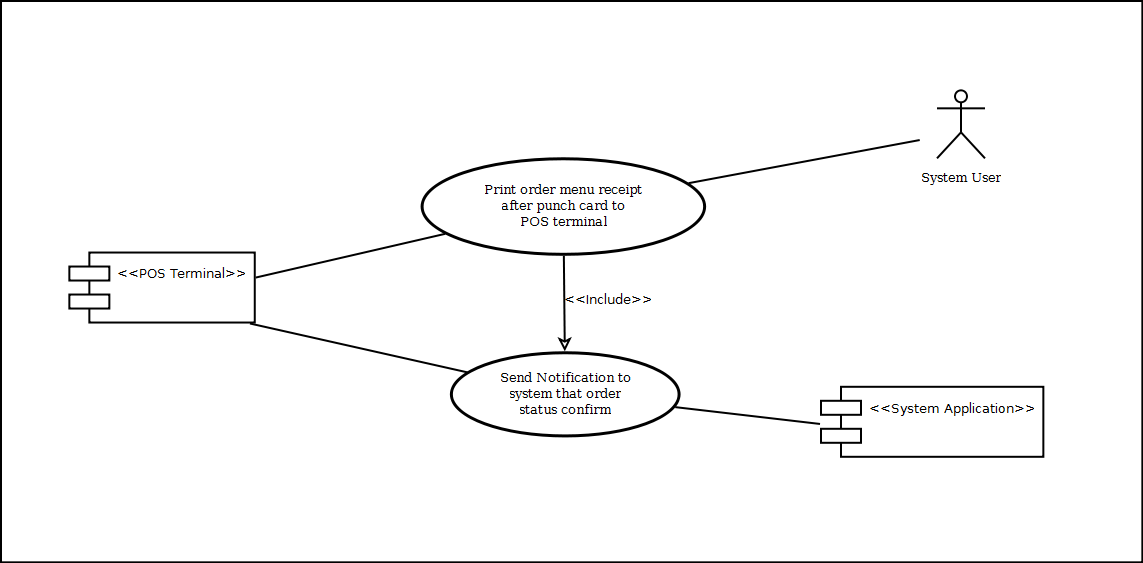 System User
Print order menu receipt
after punch card to
POS terminal
<<POS Terminal>>
<<Include>>
Send Notification to
system that order
status confirm
<<System Application>>